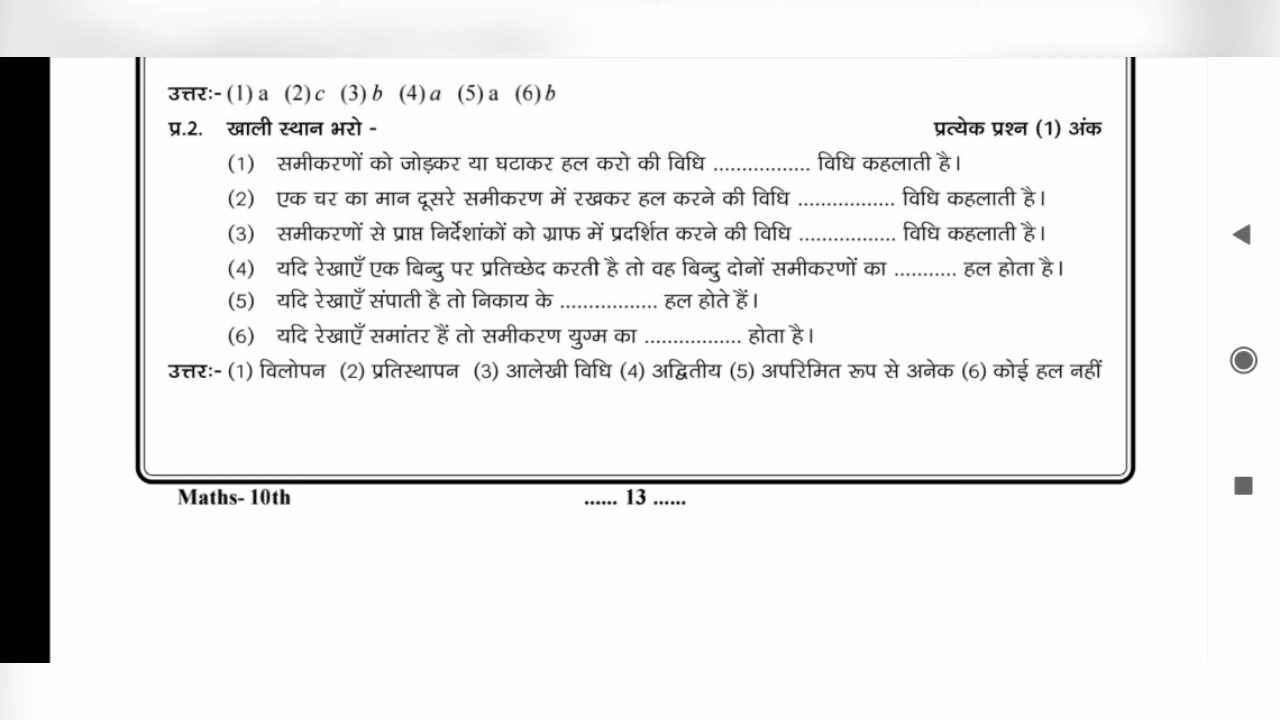 उत्तरः- (1) a (2) c (3) b (4) a (5) a (6) b
प्र.2. खाली स्थान भरो - प्रत्येक प्रश्न (1) अंक
(1) समीकरणों को जोड़कर या घटाकर हल करो की विधि ................. विधि कहलाती है।
(2) एक चर का मान दूसरे समीकरण में रखकर हल करने की विधि ................. विधि कहलाती है।
(3) समीकरणों से प्राप्त निर्देशांकों को ग्राफ में प्रदर्शित करने की विधि ................. विधि कहलाती है।
(4) यदि रेखाएँ एक बिन्दु पर प्रतिच्छेद करती है तो वह बिन्दु दोनों समीकरणों का ........... हल होता है।
(5) यदि रेखाएँ संपाती है तो निकाय के ................. हल होते हैं।
(6) यदि रेखाएँ समांतर हैं तो समीकरण युग्म का ................. होता है।
उत्तरः- (1) विलोपन (2) प्रतिस्थापन (3) आलेखी विधि (4) अद्वितीय (5) अपरिमित रूप से अनेक (6) कोई हल नहीं
Maths- 10th ...... 13 ......